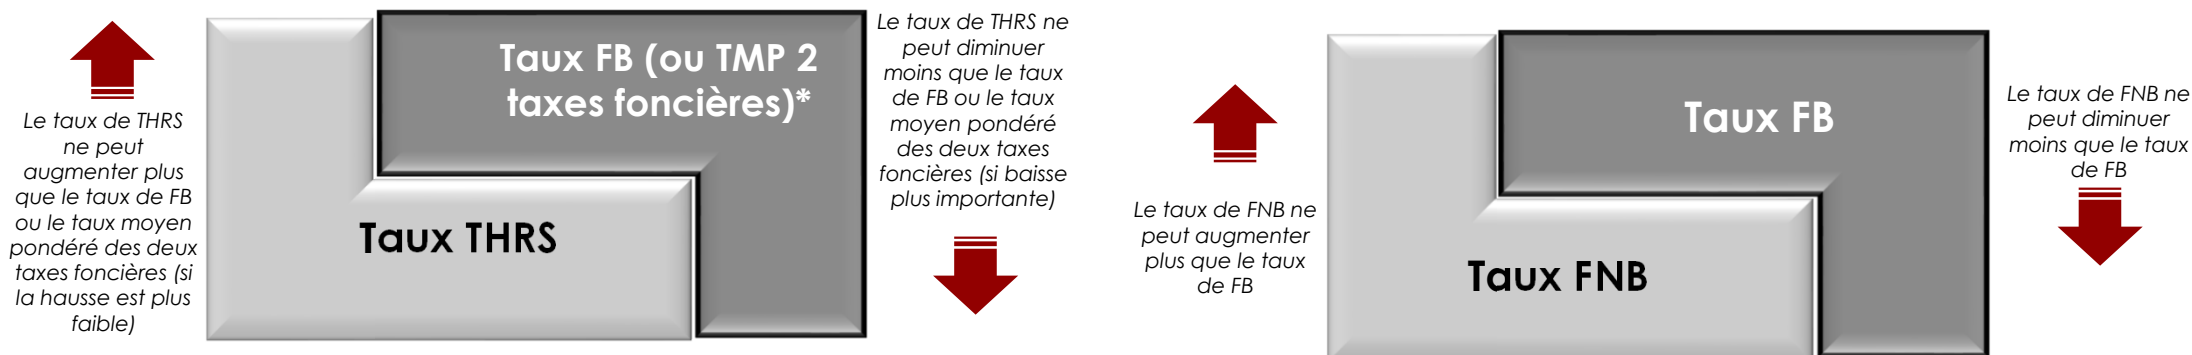 Le taux de THRS
ne peut
augmenter plus
que le taux de FB
ou le taux moyen
pondéré des deux
taxes foncières (si
la hausse est plus
faible)
Taux FB (ou TMP 2
taxes foncières)*
Taux THRS
Le taux de THRS ne
peut diminuer
moins que le taux
de FB ou le taux
moyen pondéré
des deux taxes
foncières (si baisse
plus importante)
Le taux de FNB ne
peut augmenter
plus que le taux
de FB
Taux FB
Taux FNB
Le taux de FNB ne
peut diminuer
moins que le taux
de FB